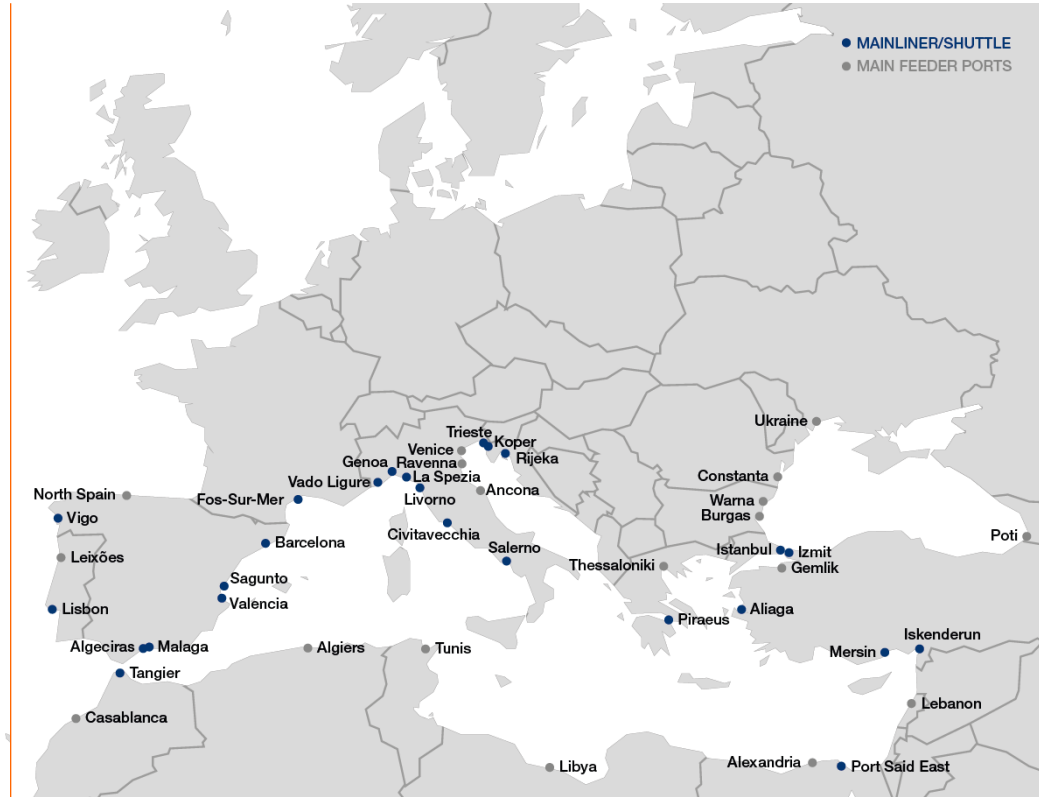 MAINLINER/SHUTTLE
MAIN FEEDER PORTS
Ukraine
Trieste
Koper
Venice
Rijeka
Genoa
Ravenna
La Spezia
Constanta
Vado Ligure
Ancona
North Spain
Fos-Sur-Mer
Livorno
Warna
Burgas
Vigo
Civitavecchia
Poti
Barcelona
Salerno
Istanbul
Izmit
Leixões
Thessaloniki
Gemlik
Sagunto
Valencia
Lisbon
Piraeus
Aliaga
Iskenderun
Algeciras
Malaga
Algiers
Tunis
Mersin
Tangier
Lebanon
Casablanca
Libya
Alexandria
Port Said East